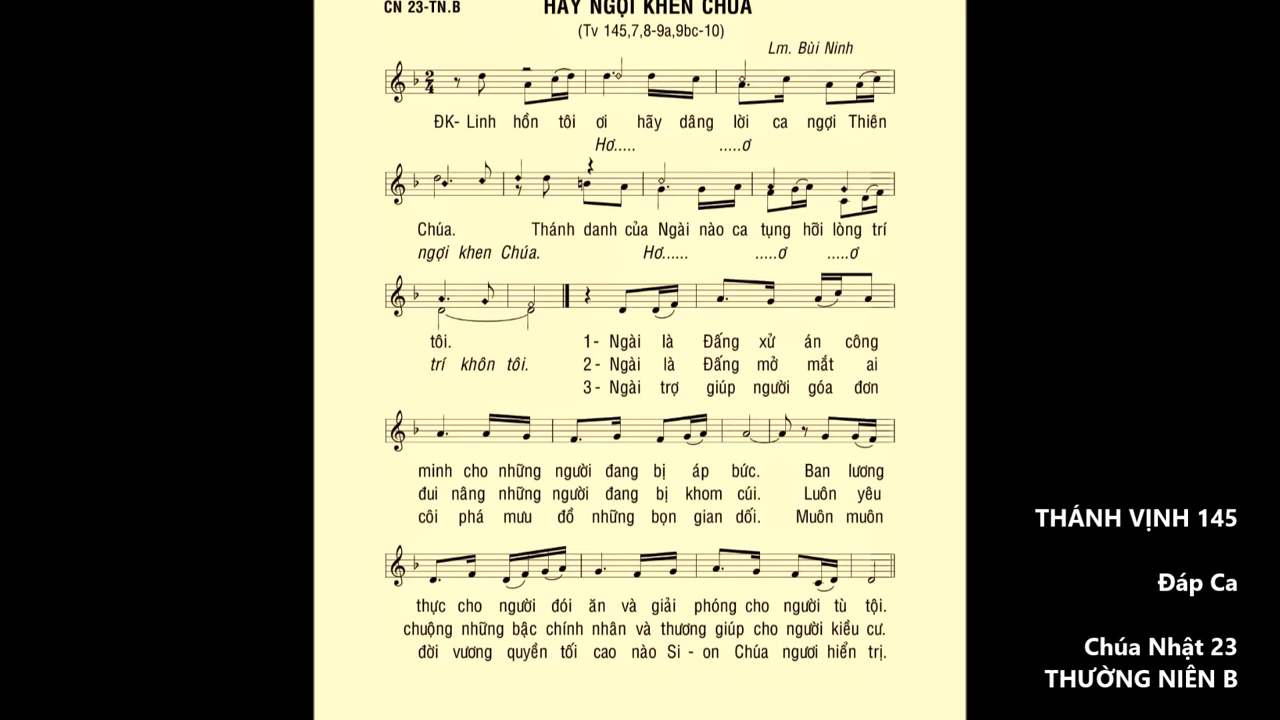 CN 23-TN.B
HÃY NGỢI KHEN CHÚA
(Tv 145,7,8-9a,9bc-10)
Lm. Bùi Ninh
ĐK- Linh hồn tôi ơi hãy dâng lời ca ngợi Thiên
Hơ..... .....ơ
Chúa. Thánh danh của Ngài nào ca tụng hỡi lòng trí
ngợi khen Chúa. Hơ...... .....ơ .....ơ
tôi. 1- Ngài là Đấng xử án công
trí khôn tôi. 2- Ngài là Đấng mở mắt ai
3- Ngài trợ giúp người góa đơn
minh cho những người đang bị áp bức. Ban lương
đui nâng những người đang bị khom cúi. Luôn yêu
côi phá mưu đồ những bọn gian dối. Muôn muôn
thực cho người đói ăn và giải phóng cho người tù tội.
chuộng những bậc chính nhân và thương giúp cho người kiều cư.
đời vương quyền tối cao nào Si - on Chúa ngươi hiển trị.
THÁNH VỊNH 145
Đáp Ca
Chúa Nhật 23
THƯỜNG NIÊN B